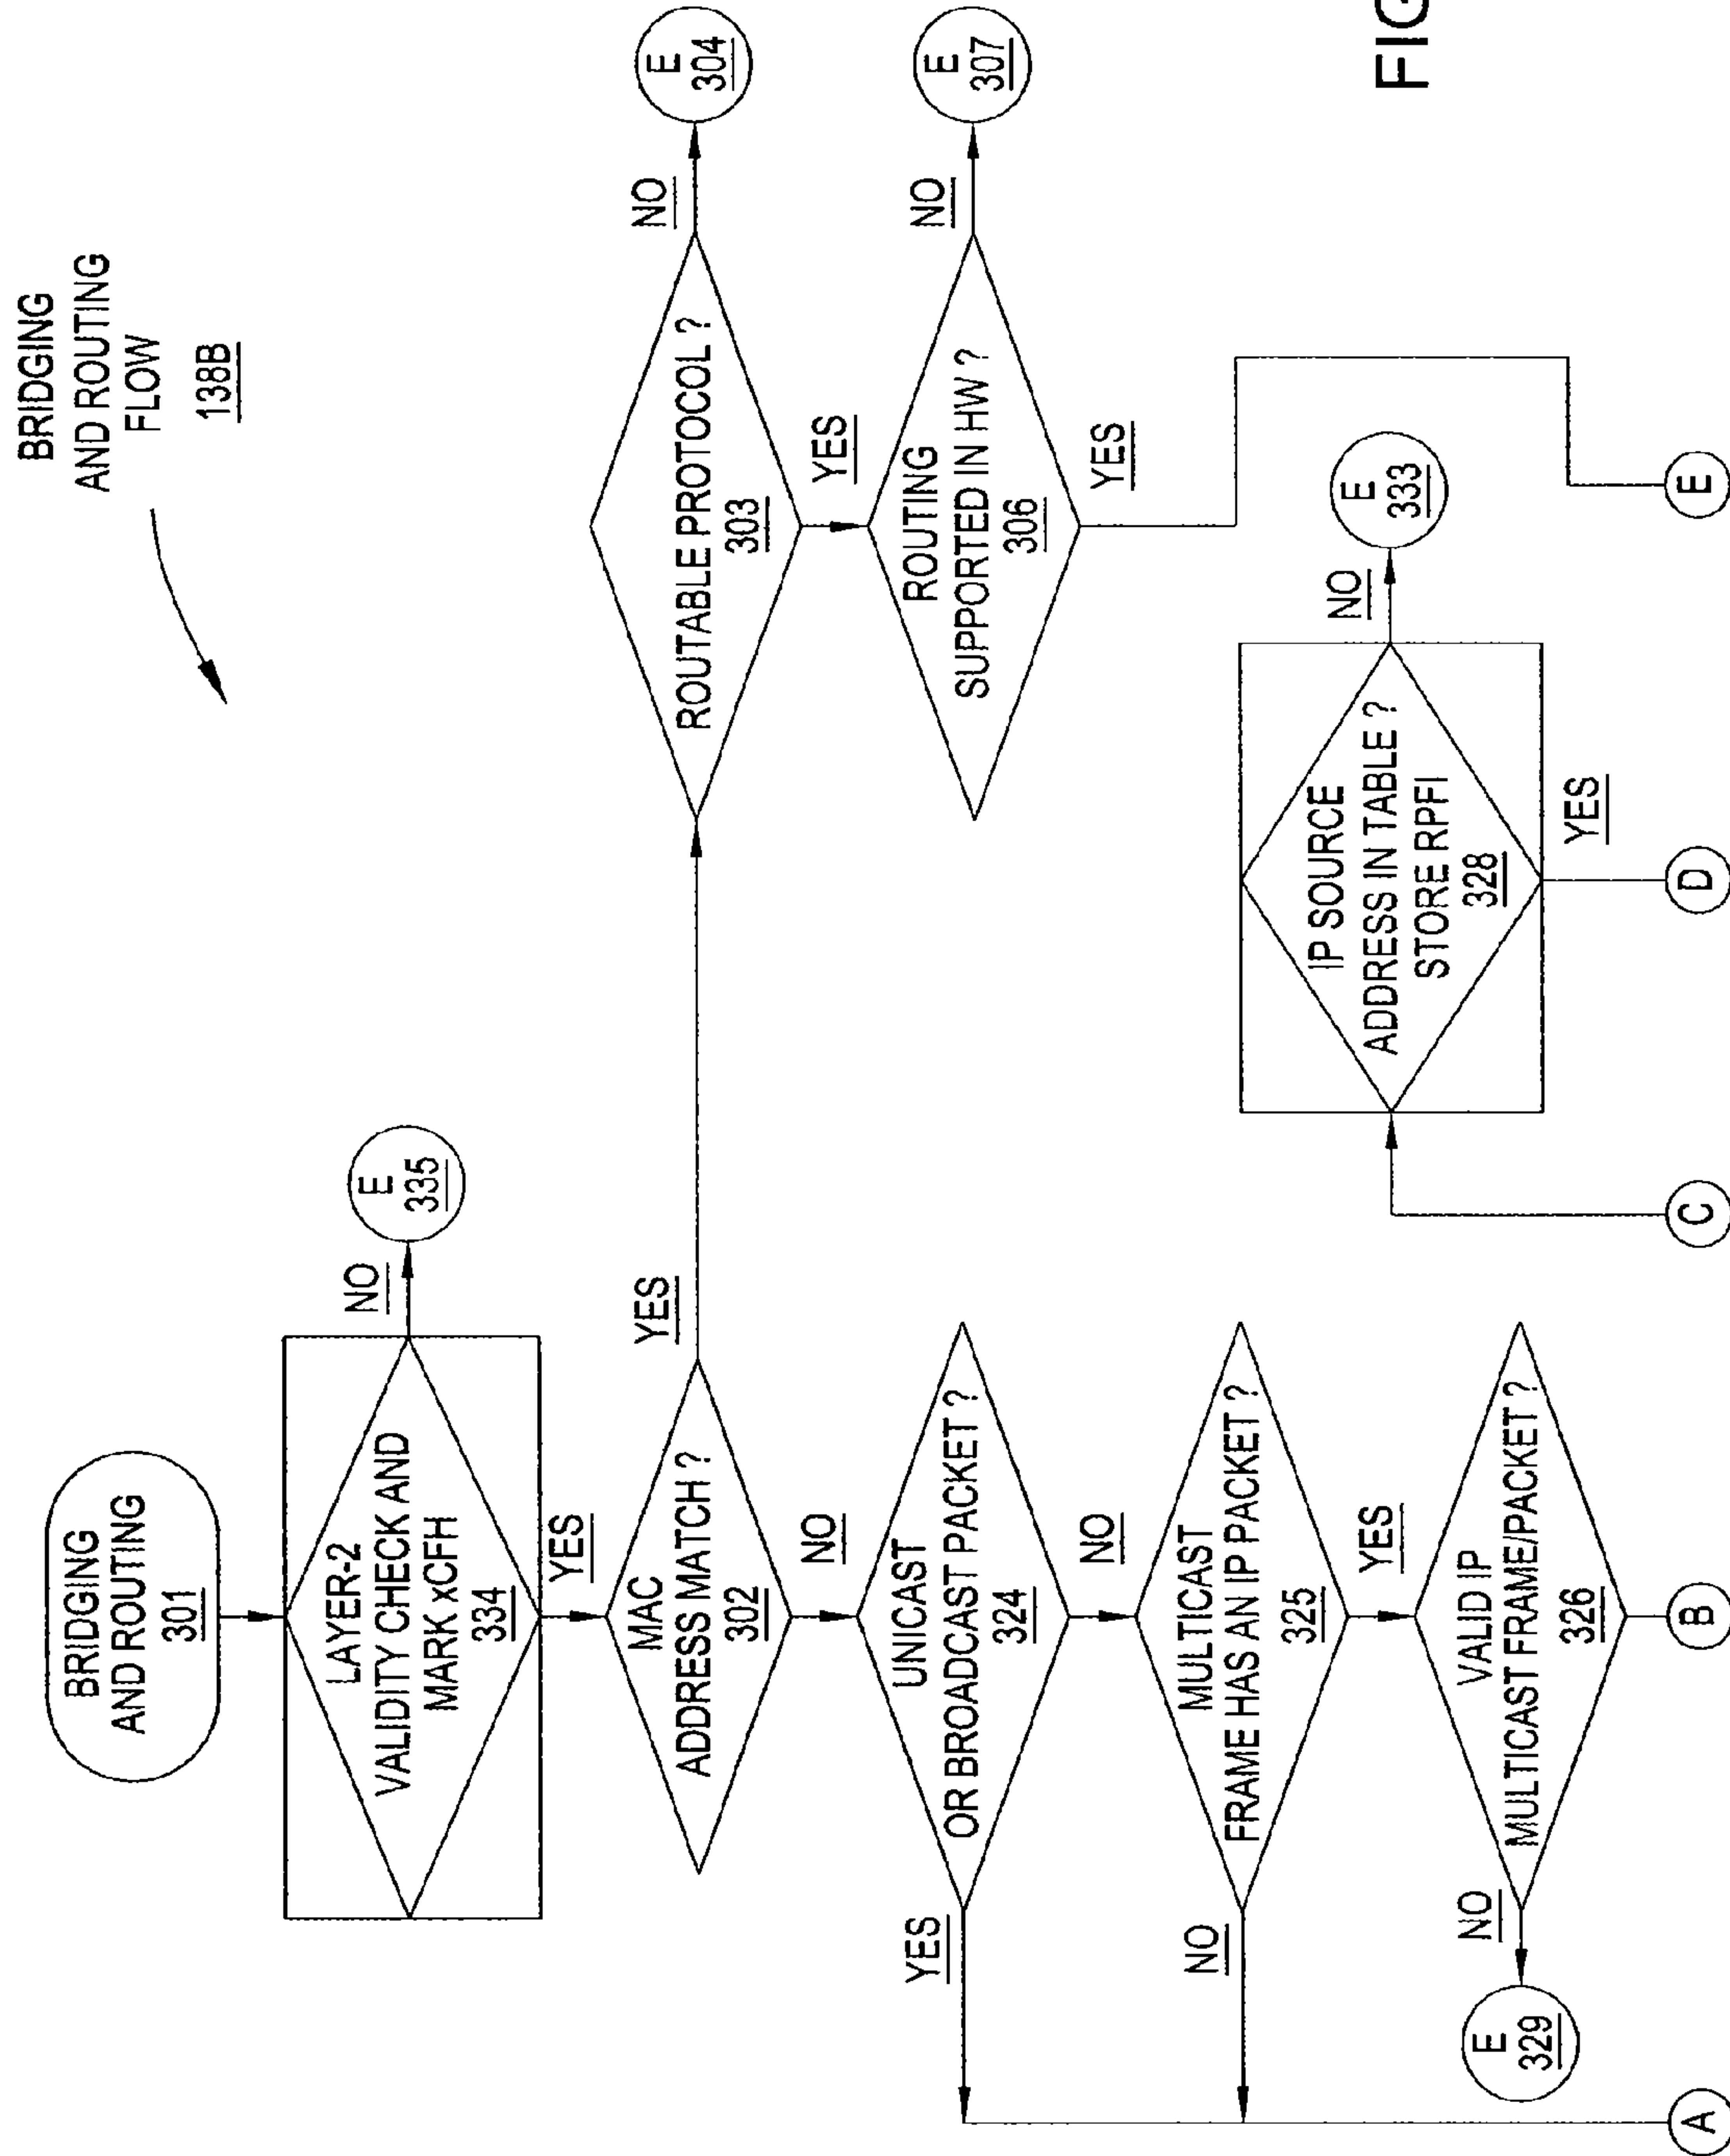 BRIDGING
AND ROUTING
FLOW
138B
BRIDGING
AND ROUTING
301
LAYER-2
VALIDITY CHECK AND
MARK xCFH
334
NO
E
335
YES
MAC
ADDRESS MATCH ?
302
YES
ROUTABLE PROTOCOL ?
303
NO
E
304
YES
ROUTING
SUPPORTED IN HW ?
306
NO
E
307
YES
E
NO
UNICAST
OR BROADCAST PACKET ?
324
YES
NO
MULTICAST
FRAME HAS AN IP PACKET ?
325
NO
YES
VALID IP
MULTICAST FRAME/PACKET ?
326
NO
E
329
A
B
C
IP SOURCE
ADDRESS IN TABLE ?
STORE RPFI
328
NO
E
333
YES
D
FIG